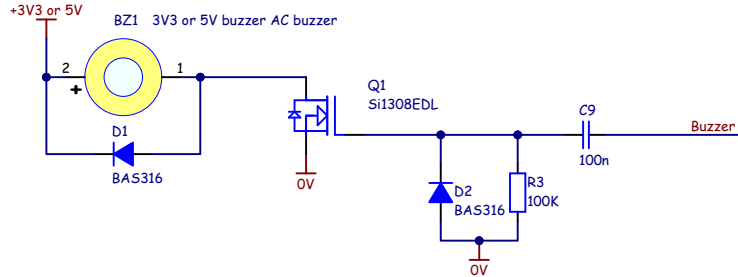 +3V3 or 5V
BZ1 3V3 or 5V buzzer AC buzzer
2
1
+
D1
BAS316
Q1
Si1308EDL
0V
C9
100n
Buzzer
D2
BAS316
R3
100K
0V